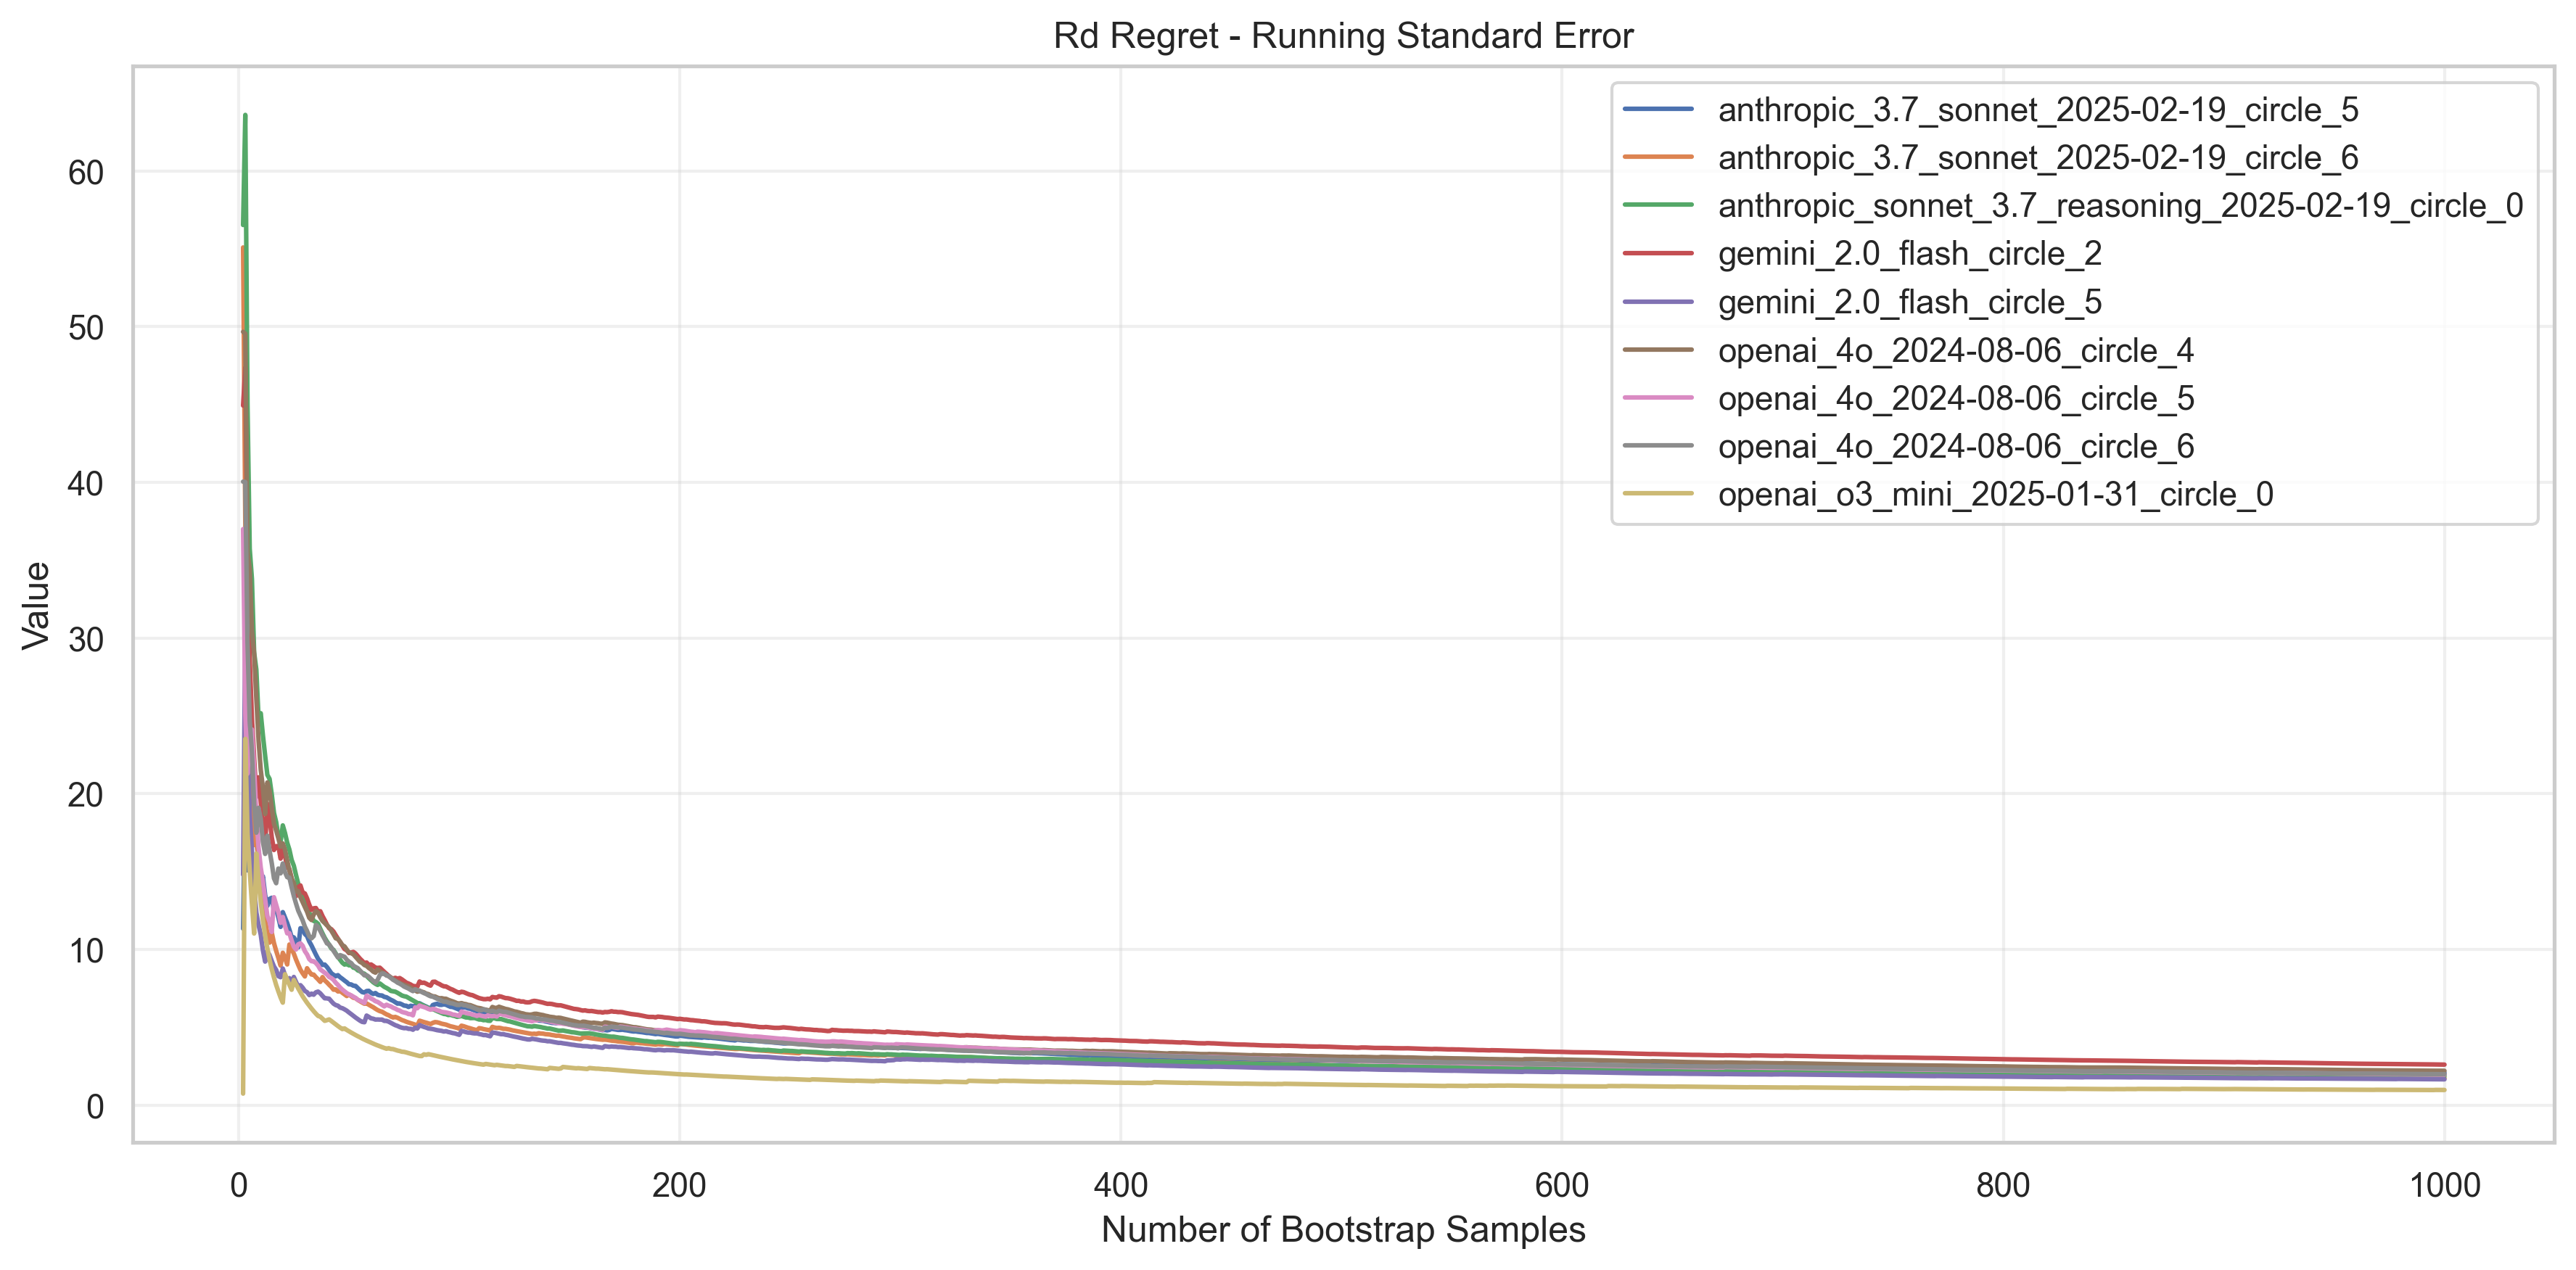 Rd Regret - Running Standard Error
anthropic_3.7_sonnet_2025-02-19_circle_5
anthropic_3.7_sonnet_2025-02-19_circle_6
anthropic_sonnet_3.7_reasoning_2025-02-19_circle_0
gemini_2.0_flash_circle_2
gemini_2.0_flash_circle_5
openai_4o_2024-08-06_circle_4
openai_4o_2024-08-06_circle_5
openai_4o_2024-08-06_circle_6
openai_o3_mini_2025-01-31_circle_0
Value
60
50
40
30
20
10
0
0 200 400 600 800 1000
Number of Bootstrap Samples